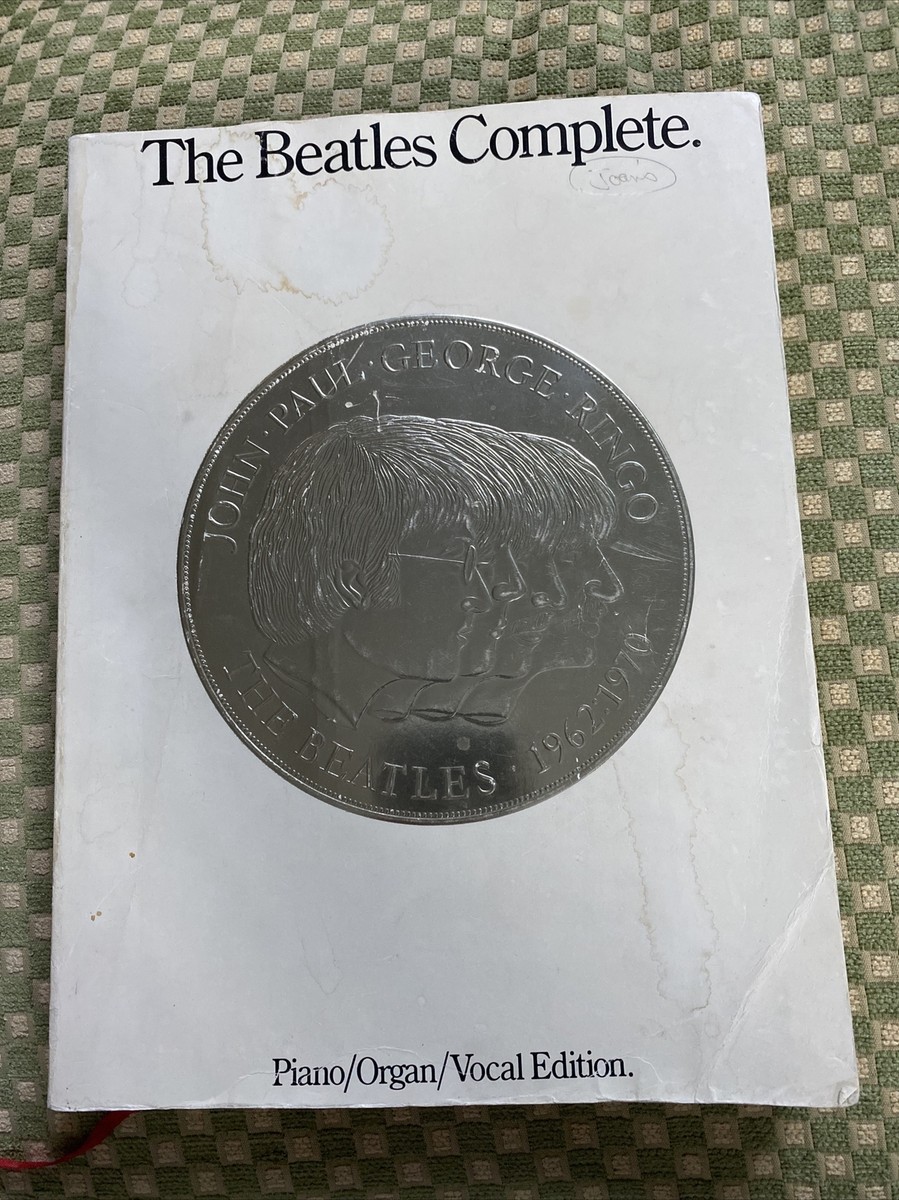 The Beatles Complete.
JOHN · PAUL · GEORGE · RINGO
THE BEATLES · 1962-1970
Piano/Organ/Vocal Edition.